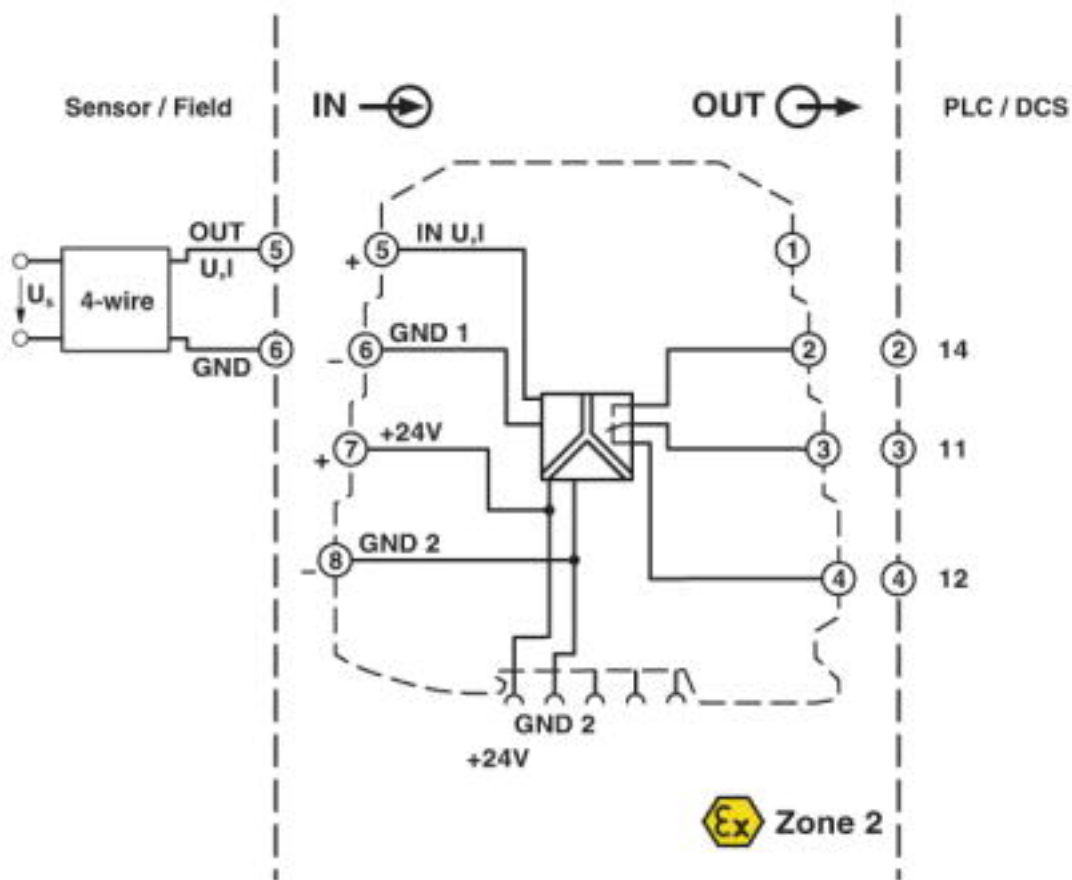 Sensor / Field
IN
OUT
PLC / DCS
OUT
5
U,I
5
IN U,I
+
1
Us
4-wire
6
GND
6
GND 1
–
2
2
14
7
+24V
+
3
3
11
8
GND 2
–
4
4
12
GND 2
+24V
Ex
Zone 2